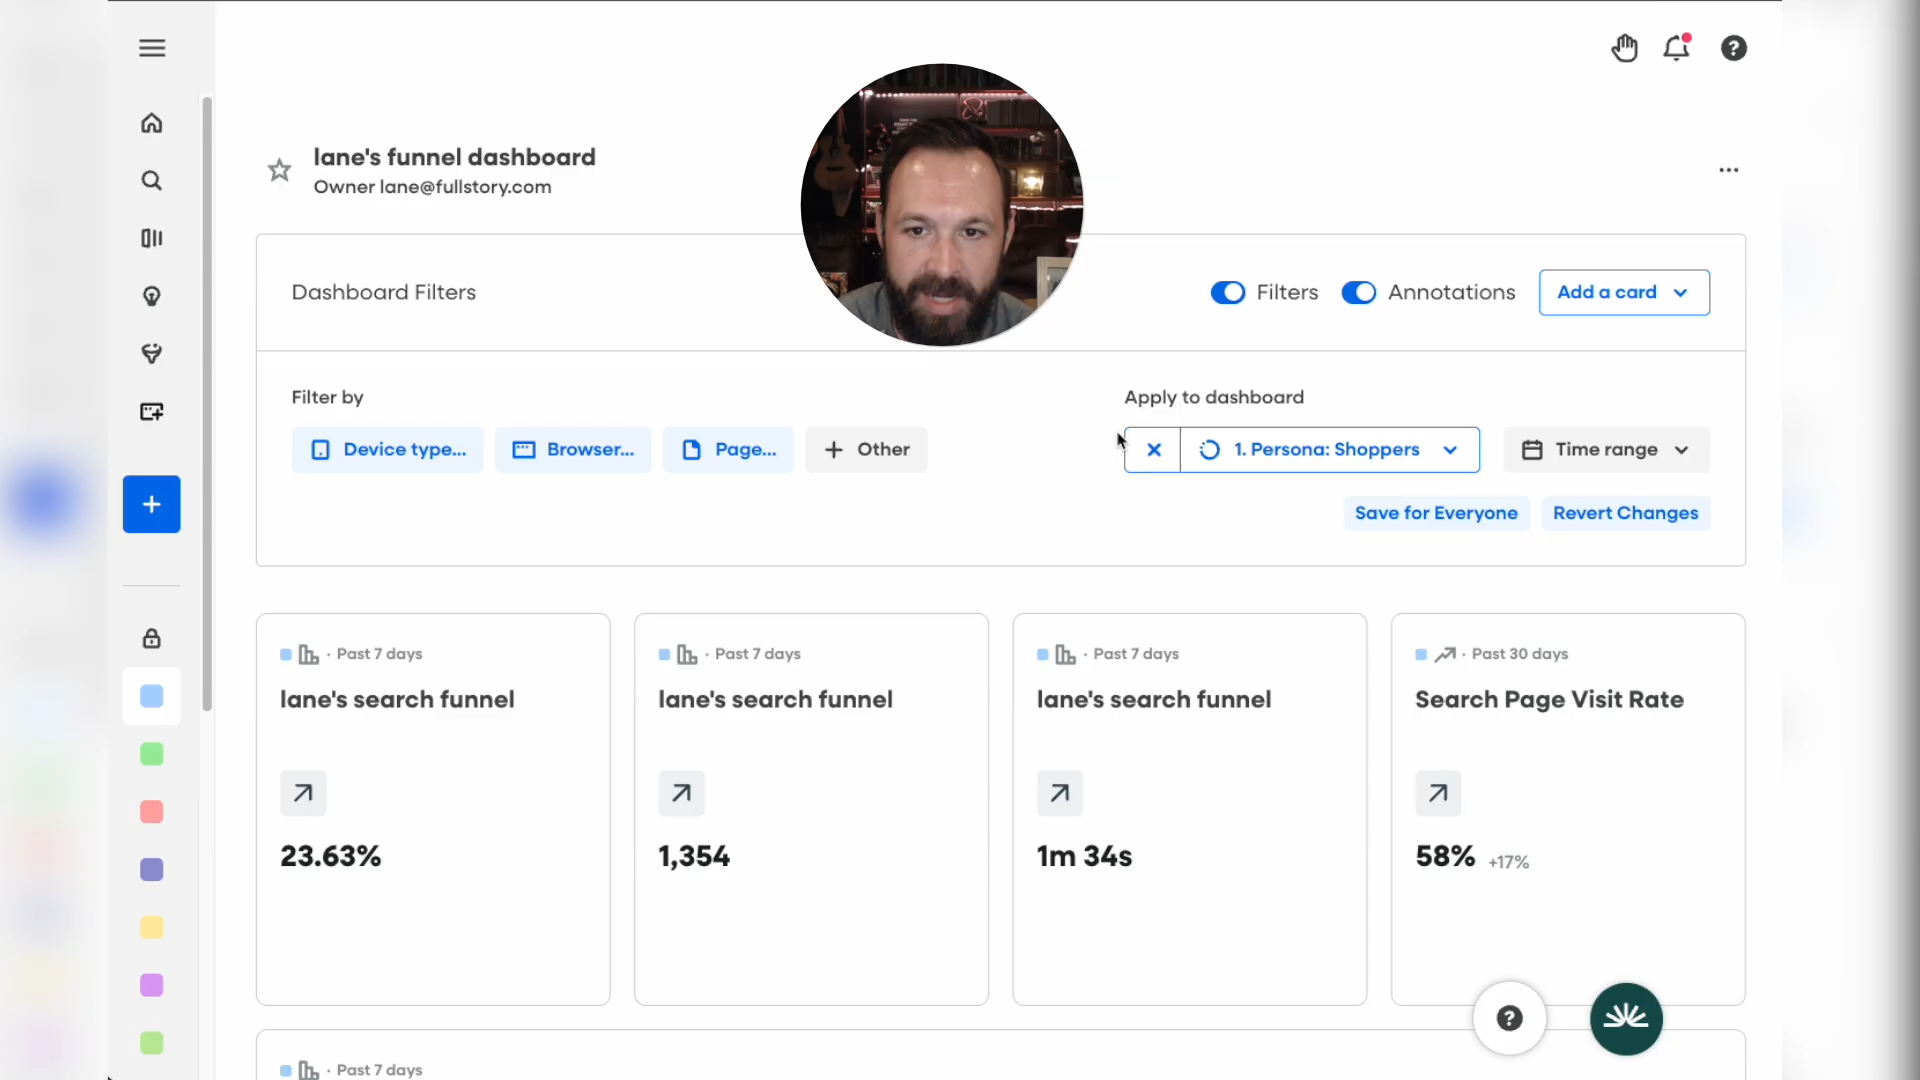 lane's funnel dashboard
Owner lane@fullstory.com
Dashboard Filters
Filters
Annotations
Add a card
Filter by
Apply to dashboard
Device type...
Browser...
Page...
+ Other
1. Persona: Shoppers
Time range
Save for Everyone
Revert Changes
· Past 7 days
lane's search funnel
23.63%
· Past 7 days
lane's search funnel
1,354
· Past 7 days
lane's search funnel
1m 34s
· Past 30 days
Search Page Visit Rate
58% +17%
· Past 7 days